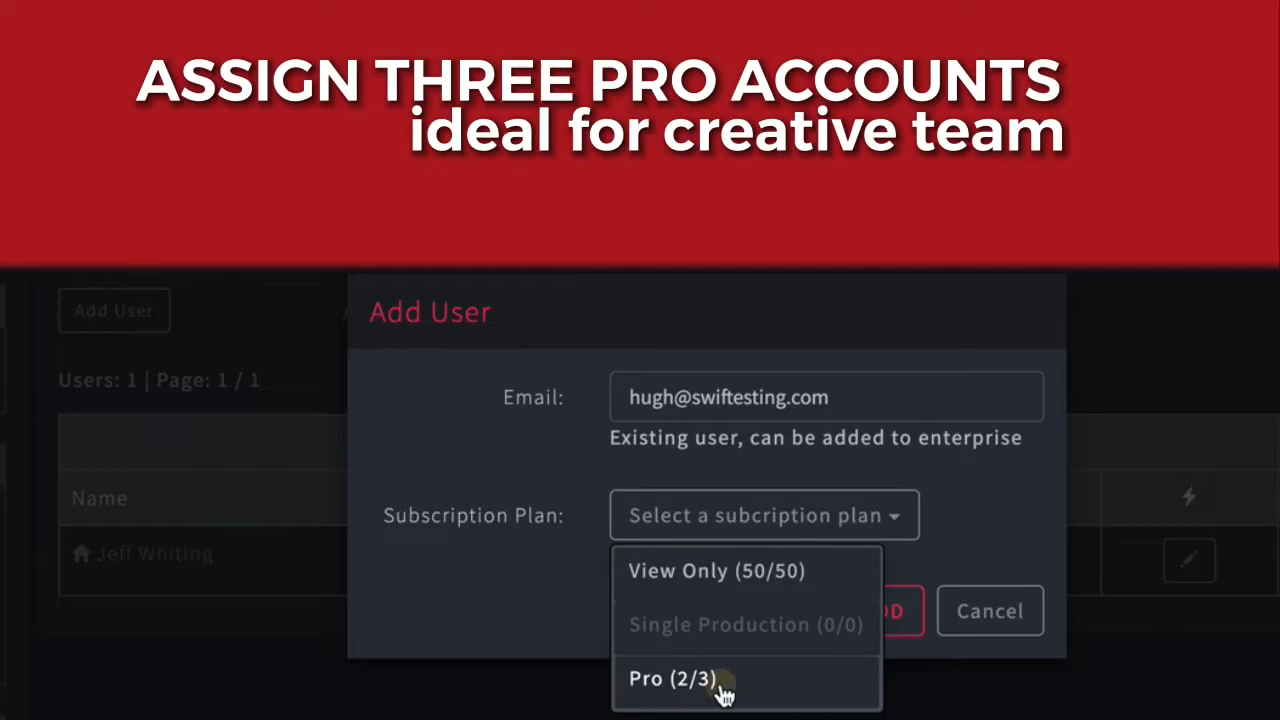 ASSIGN THREE PRO ACCOUNTS
ideal for creative team
Add User
Add User
Users: 1 | Page: 1 / 1
Email:
hugh@swiftesting.com
Existing user, can be added to enterprise
Name
Subscription Plan:
Select a subcription plan
Jeff Whiting
View Only (50/50)
Single Production (0/0)
Cancel
Pro (2/3)